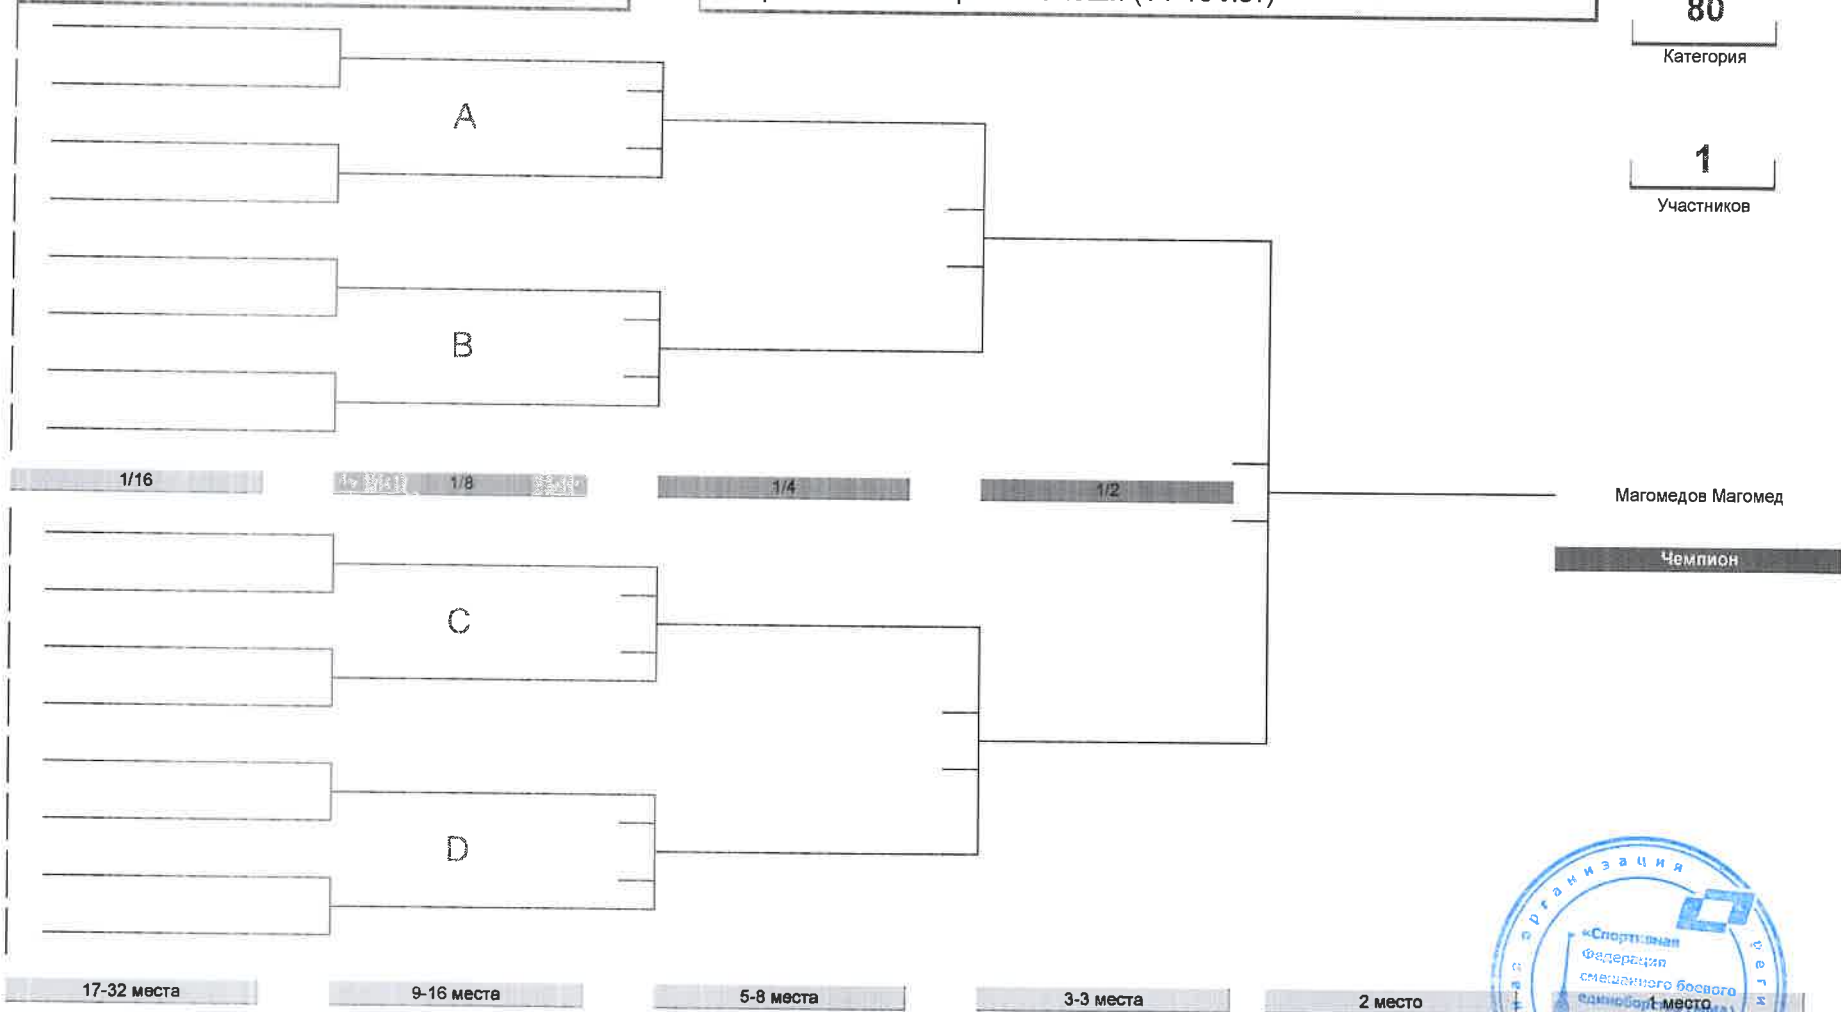 80
Категория
A
1
Участников
B
1/16
1/8
1/4
1/2
Магомедов Магомед
Чемпион
C
D
организация
«Спортивная
Федерация
смешанного боевого
17-32 места
9-16 места
5-8 места
3-3 места
2 место
1 место